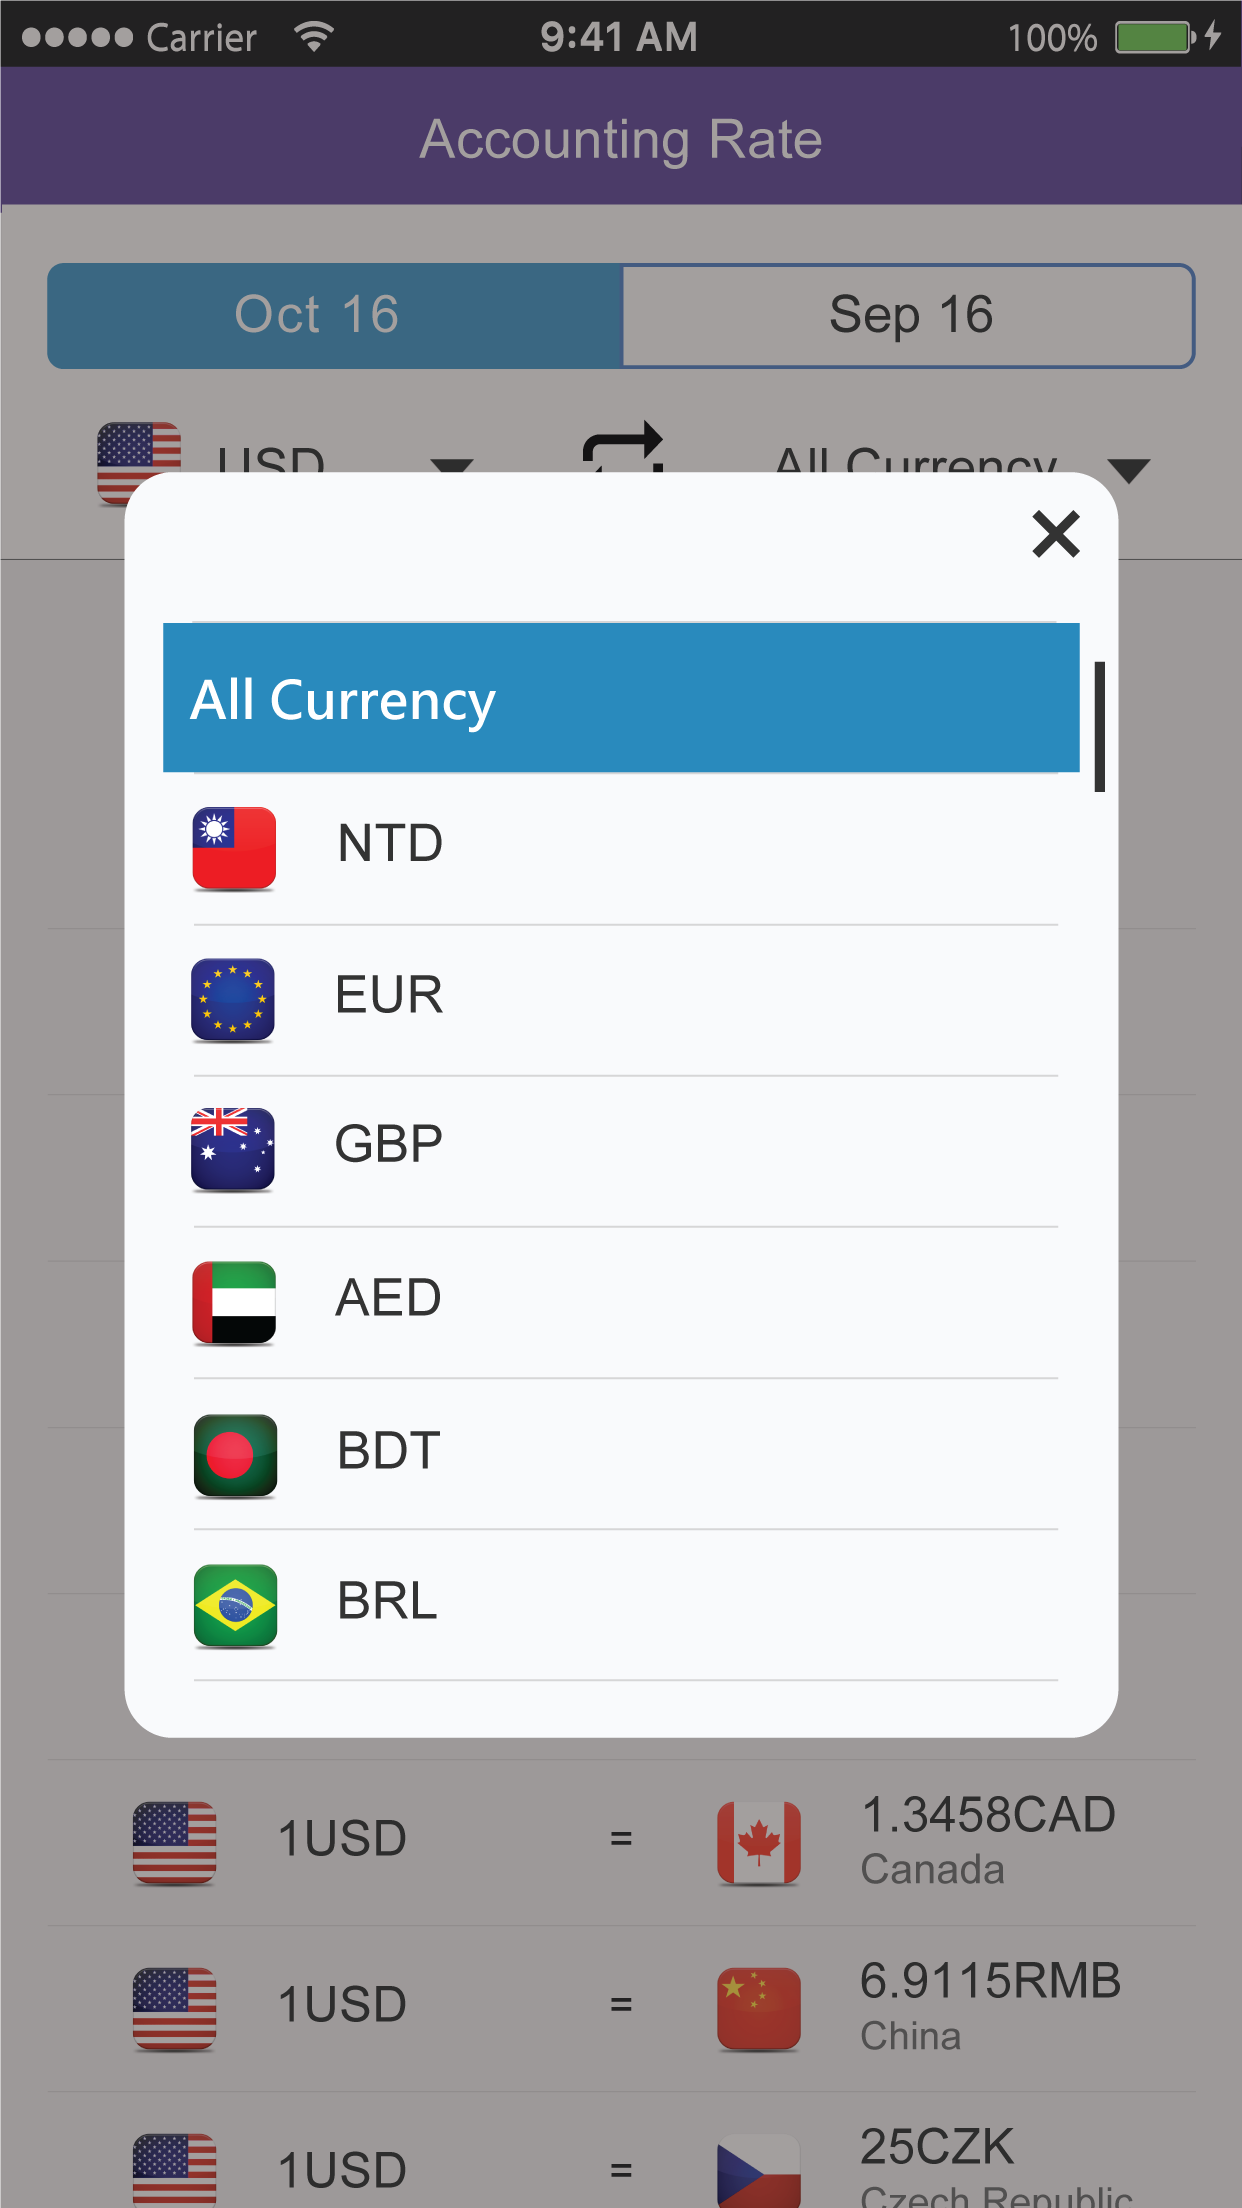 Carrier 9:41 AM 100%
Accounting Rate
Oct 16 Sep 16
USD All Currency
All Currency
NTD
EUR
GBP
AED
BDT
BRL
1USD = 1.3458CAD
Canada
1USD = 6.9115RMB
China
1USD = 25CZK
Czech Republic